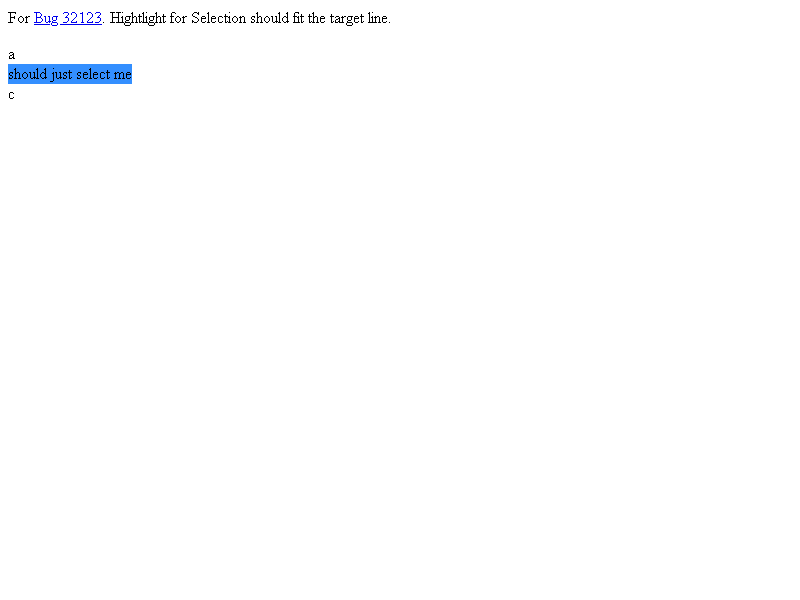 For Bug 32123. Hightlight for Selection should fit the target line.
a
should just select me
c